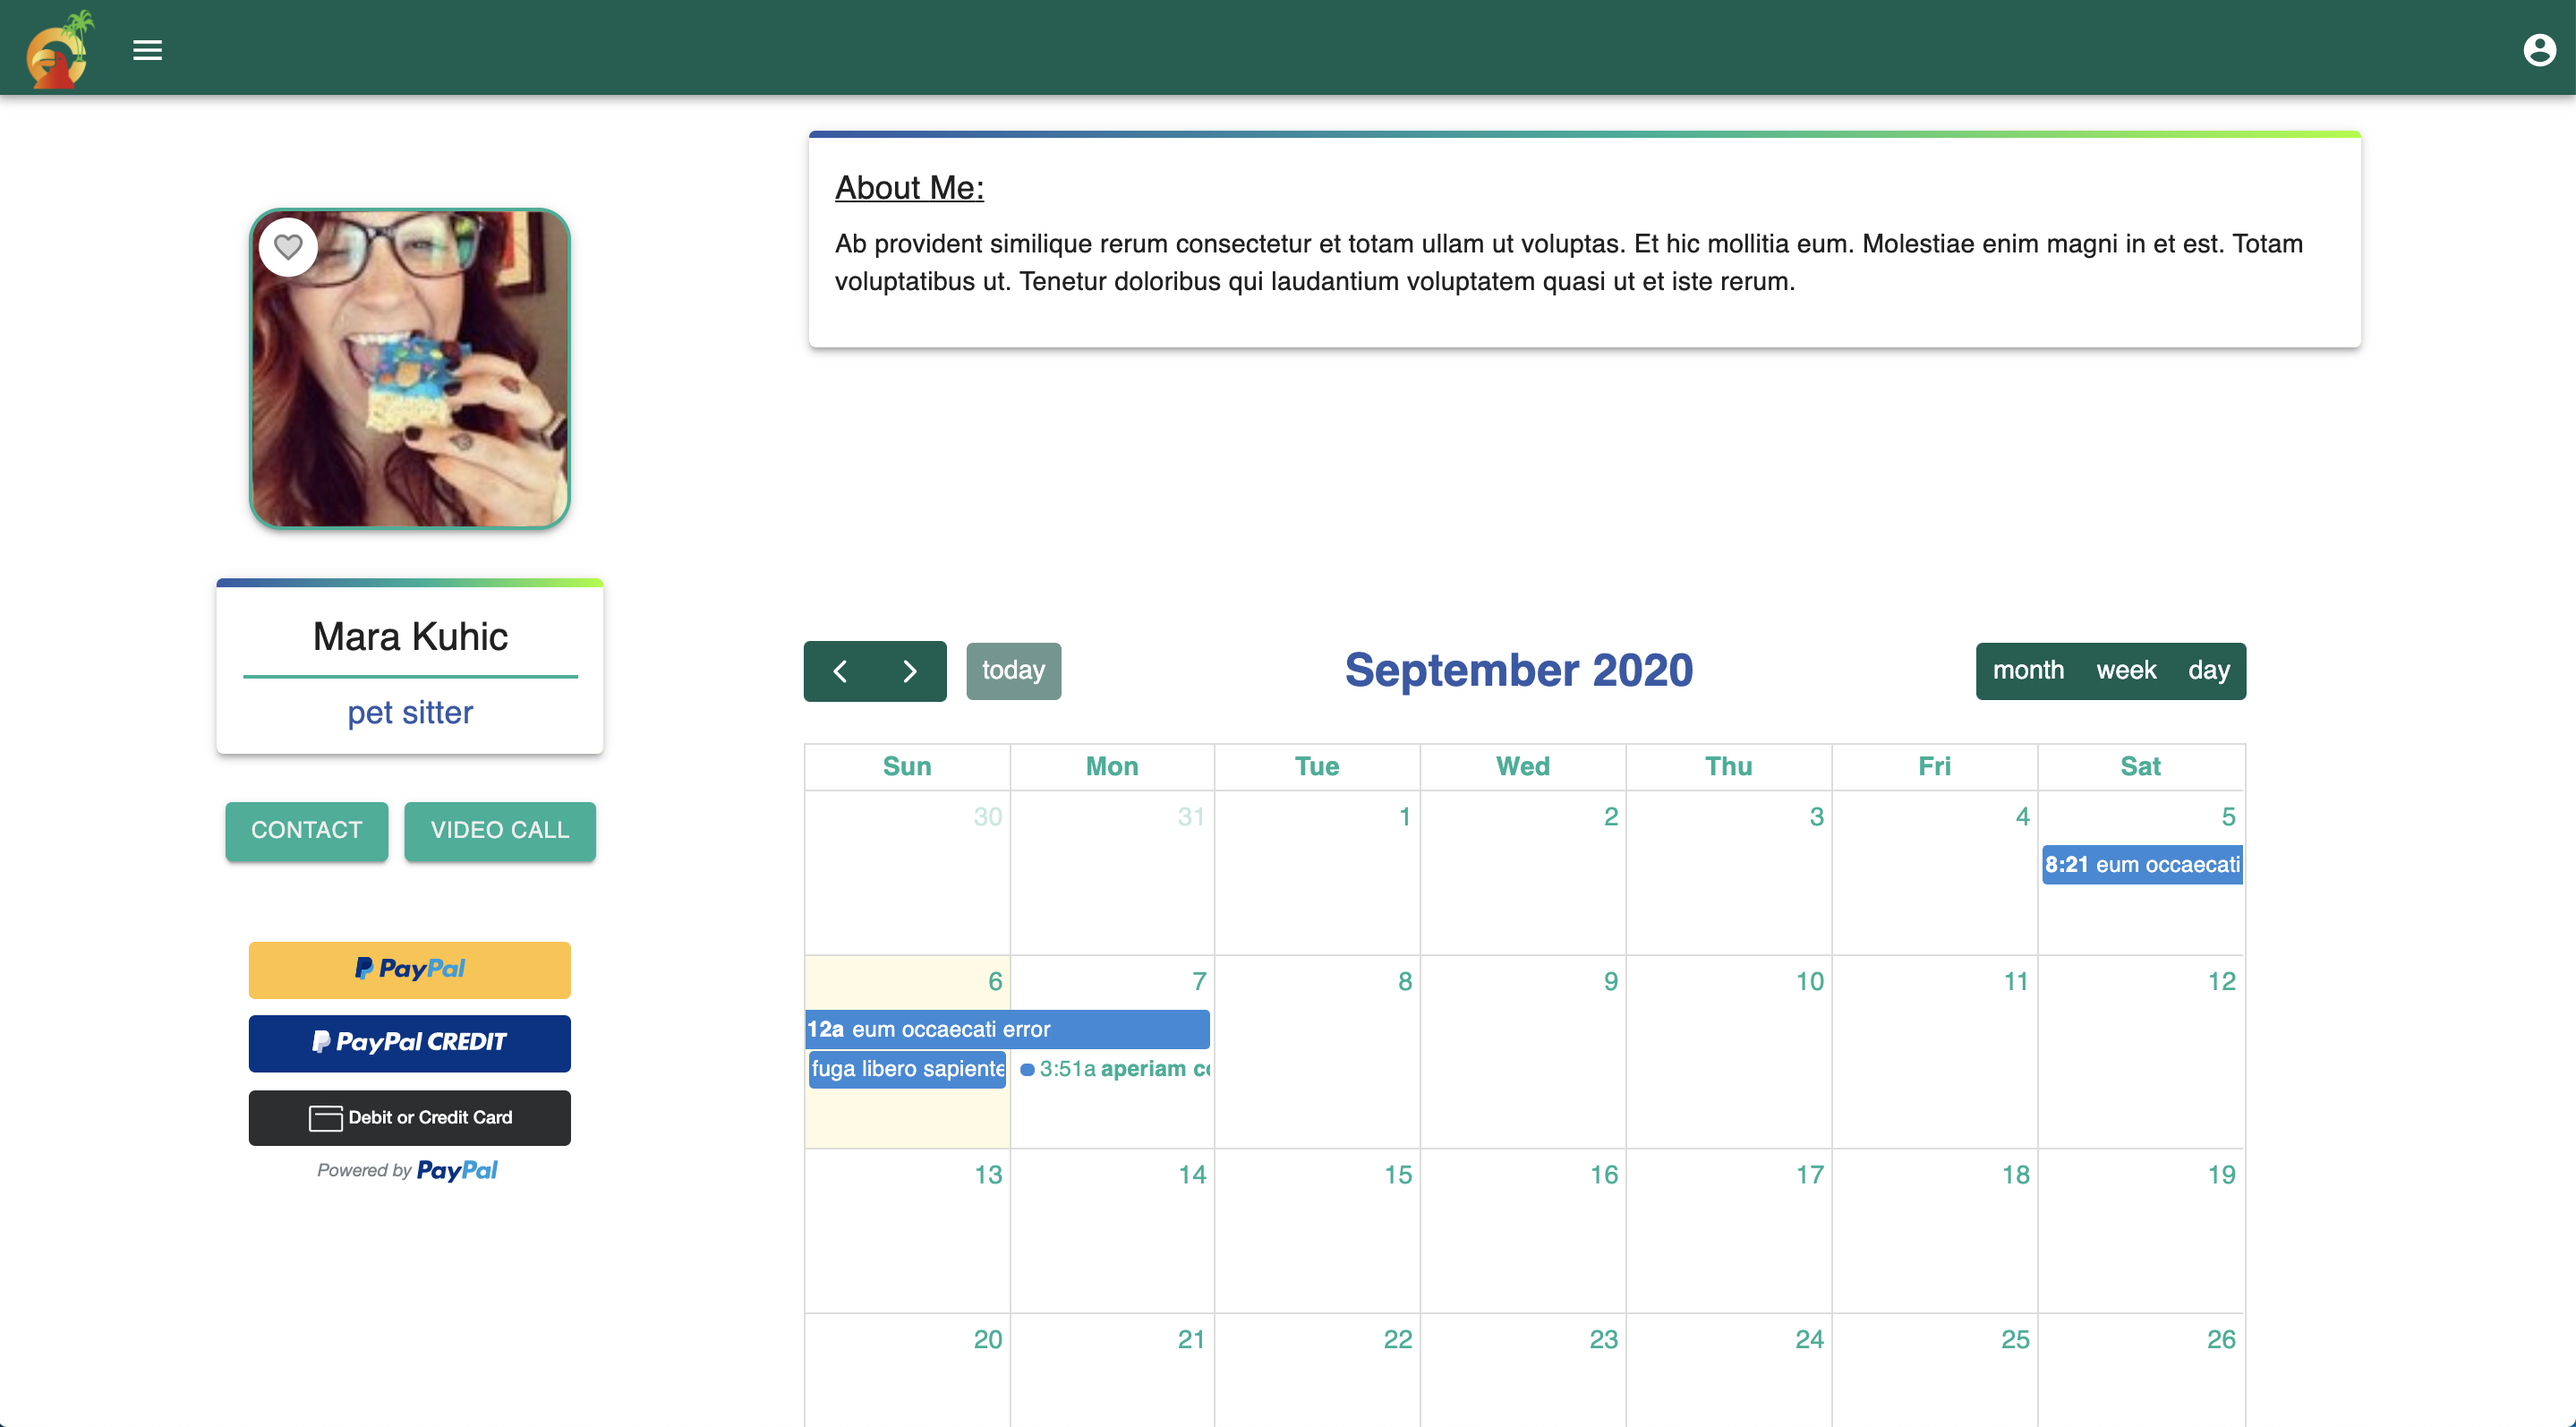 About Me:
Ab provident similique rerum consectetur et totam ullam ut voluptas. Et hic mollitia eum. Molestiae enim magni in et est. Totam
voluptatibus ut. Tenetur doloribus qui laudantium voluptatem quasi ut et iste rerum.
Mara Kuhic
pet sitter
CONTACT VIDEO CALL
PayPal
PayPal CREDIT
Debit or Credit Card
Powered by PayPal
today September 2020 month week day
Sun Mon Tue Wed Thu Fri Sat
30 31 1 2 3 4 5
8:21 eum occaecati
6 7 8 9 10 11 12
12a eum occaecati error
fuga libero sapiente 3:51a aperiam
13 14 15 16 17 18 19
20 21 22 23 24 25 26